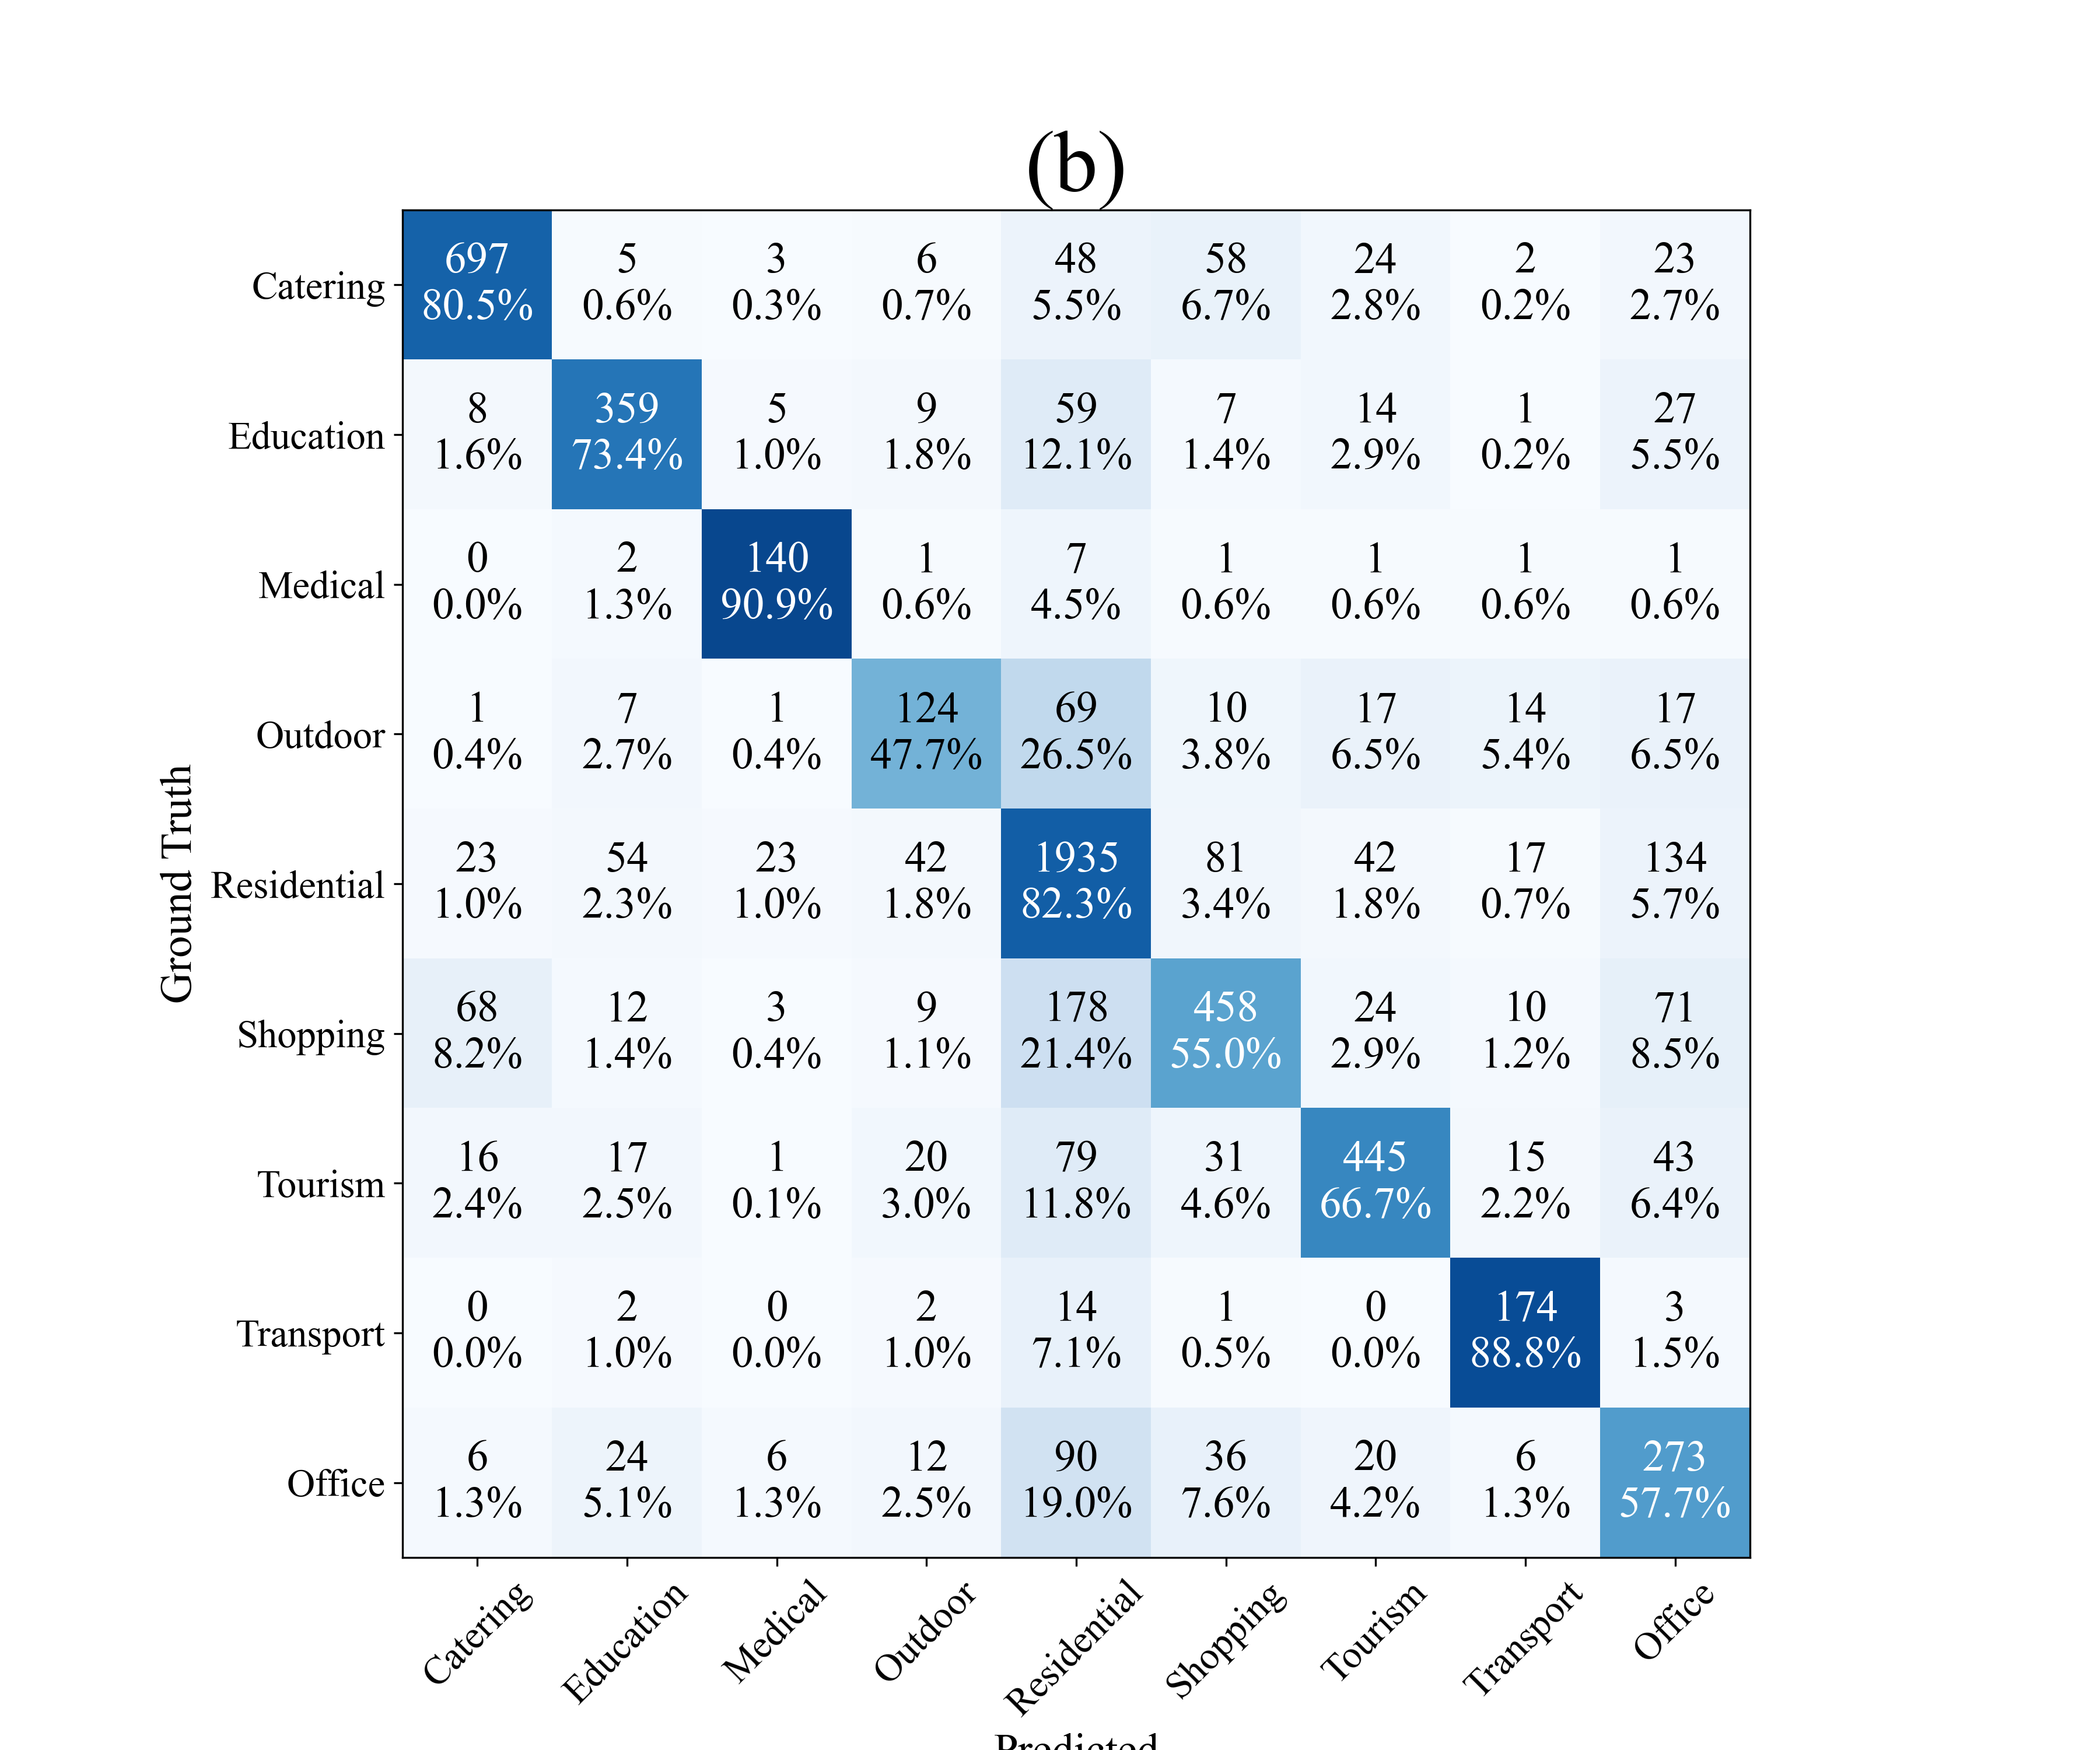 (b)
Catering
697 5 3 6 48 58 24 2 23
80.5% 0.6% 0.3% 0.7% 5.5% 6.7% 2.8% 0.2% 2.7%
Education
8 359 5 9 59 7 14 1 27
1.6% 73.4% 1.0% 1.8% 12.1% 1.4% 2.9% 0.2% 5.5%
Medical
0 2 140 1 7 1 1 1 1
0.0% 1.3% 90.9% 0.6% 4.5% 0.6% 0.6% 0.6% 0.6%
Outdoor
1 7 1 124 69 10 17 14 17
0.4% 2.7% 0.4% 47.7% 26.5% 3.8% 6.5% 5.4% 6.5%
Ground Truth
Residential
23 54 23 42 1935 81 42 17 134
1.0% 2.3% 1.0% 1.8% 82.3% 3.4% 1.8% 0.7% 5.7%
Shopping
68 12 3 9 178 458 24 10 71
8.2% 1.4% 0.4% 1.1% 21.4% 55.0% 2.9% 1.2% 8.5%
Tourism
16 17 1 20 79 31 445 15 43
2.4% 2.5% 0.1% 3.0% 11.8% 4.6% 66.7% 2.2% 6.4%
Transport
0 2 0 2 14 1 0 174 3
0.0% 1.0% 0.0% 1.0% 7.1% 0.5% 0.0% 88.8% 1.5%
Office
6 24 6 12 90 36 20 6 273
1.3% 5.1% 1.3% 2.5% 19.0% 7.6% 4.2% 1.3% 57.7%
Catering Education Medical Outdoor Residential Shopping Tourism Transport Office
Predicted